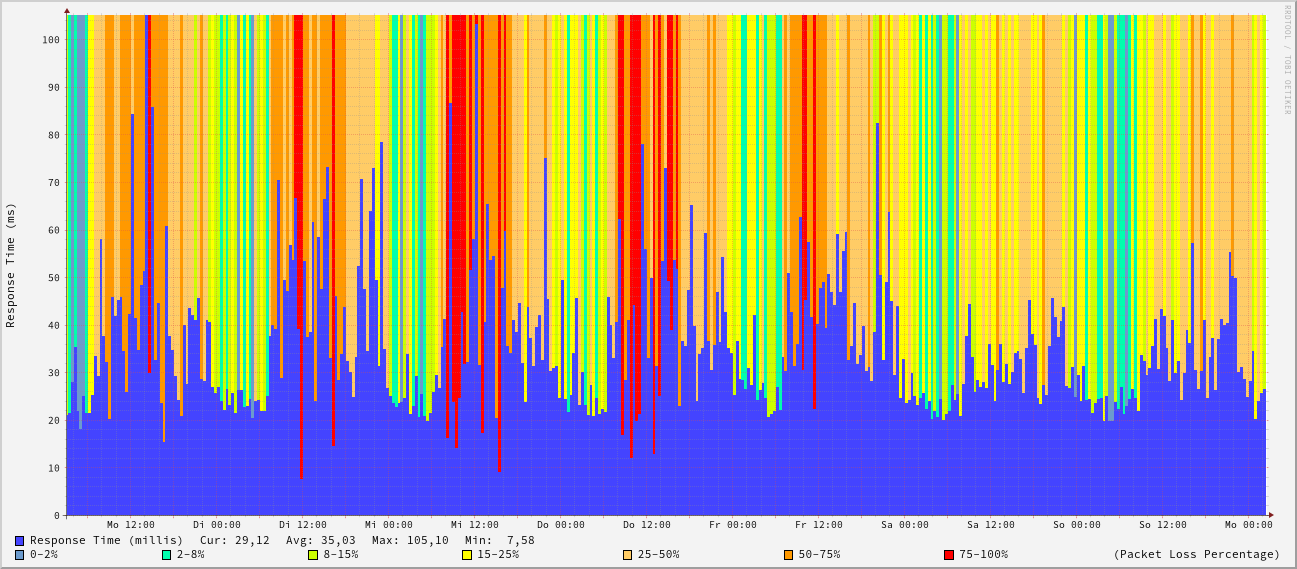 RRDTOOL / TOBI OETIKER
Response Time (ms)
100
90
80
70
60
50
40
30
20
10
0
Mo 12:00 Di 00:00 Di 12:00 Mi 00:00 Mi 12:00 Do 00:00 Do 12:00 Fr 00:00 Fr 12:00 Sa 00:00 Sa 12:00 So 00:00 So 12:00 Mo 00:00
Response Time (millis) Cur: 29,12 Avg: 35,03 Max: 105,10 Min: 7,58
0-2% 2-8% 8-15% 15-25% 25-50% 50-75% 75-100% (Packet Loss Percentage)